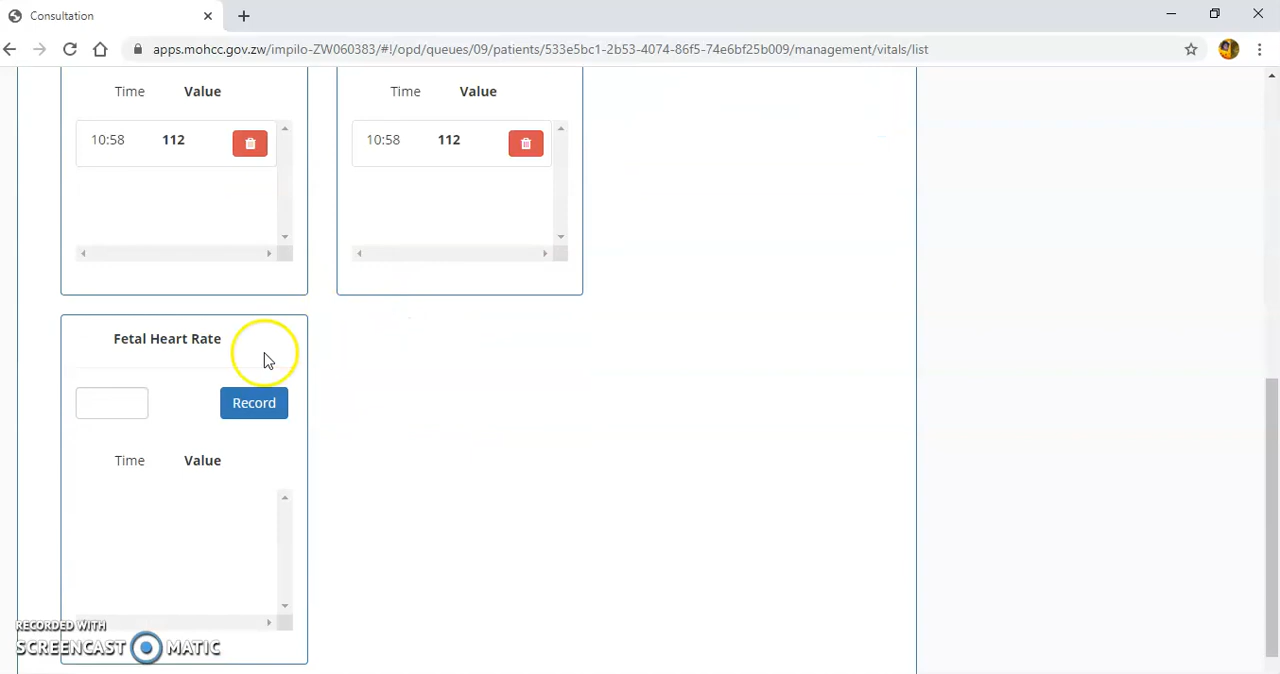 Consultation
apps.mohcc.gov.zw/impilo-ZW060383/#!/opd/queues/09/patients/533e5bc1-2b53-4074-86f5-74e6bf25b009/management/vitals/list
Time Value
10:58 112
Time Value
10:58 112
Fetal Heart Rate
Record
Time Value
RECORDED WITH
SCREENCAST MATIC